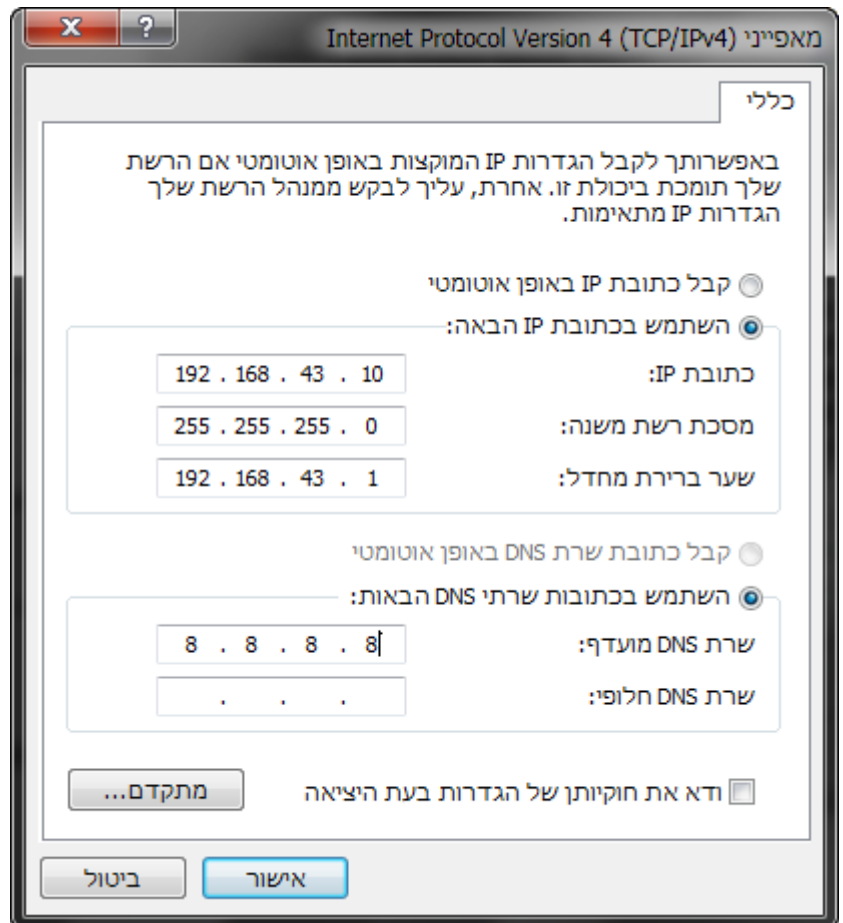 מאפייני Internet Protocol Version 4 (TCP/IPv4)
?
כללי
באפשרותך לקבל הגדרות IP המוקצות באופן אוטומטי אם הרשת
שלך תומכת ביכולת זו. אחרת, עליך לבקש ממנהל הרשת שלך
הגדרות IP מתאימות.
קבל כתובת IP באופן אוטומטי
השתמש בכתובת IP הבאה:
כתובת IP: 192 . 168 . 43 . 10
מסכת רשת משנה: 255 . 255 . 255 . 0
שער ברירת מחדל: 192 . 168 . 43 . 1
קבל כתובת שרת DNS באופן אוטומטי
השתמש בכתובות שרתי DNS הבאות:
שרת DNS מועדף: 8 . 8 . 8 . 8
שרת DNS חלופי: . . .
ודא את חוקיותן של הגדרות בעת היציאה מתקדם...
אישור ביטול